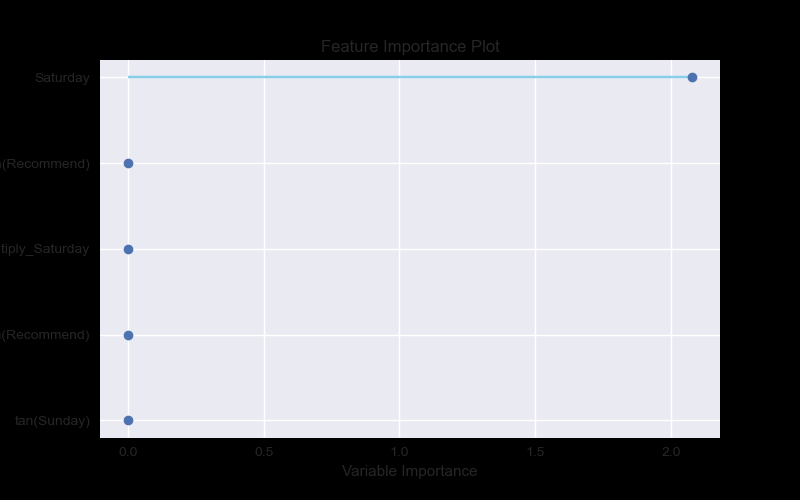 Feature Importance Plot
Saturday
(Recommend)
tiply_Saturday
(Recommend)
tan(Sunday)
0.0 0.5 1.0 1.5 2.0
Variable Importance